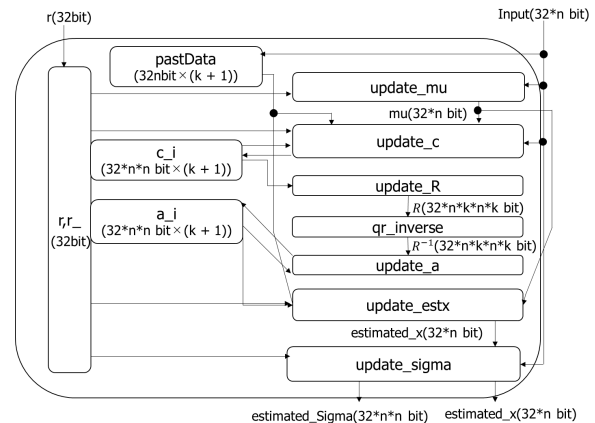 r(32bit)
Input(32*n bit)
pastData
(32nbit×(k + 1))
update_mu
mu(32*n bit)
update_c
c_i
(32*n*n bit×(k + 1))
update_R
R(32*n*k*n*k bit)
a_i
(32*n*n bit×(k + 1))
r,r_
(32bit)
qr_inverse
R⁻¹(32*n*k*n*k bit)
update_a
update_estx
estimated_x(32*n bit)
update_sigma
estimated_Sigma(32*n*n bit)
estimated_x(32*n bit)